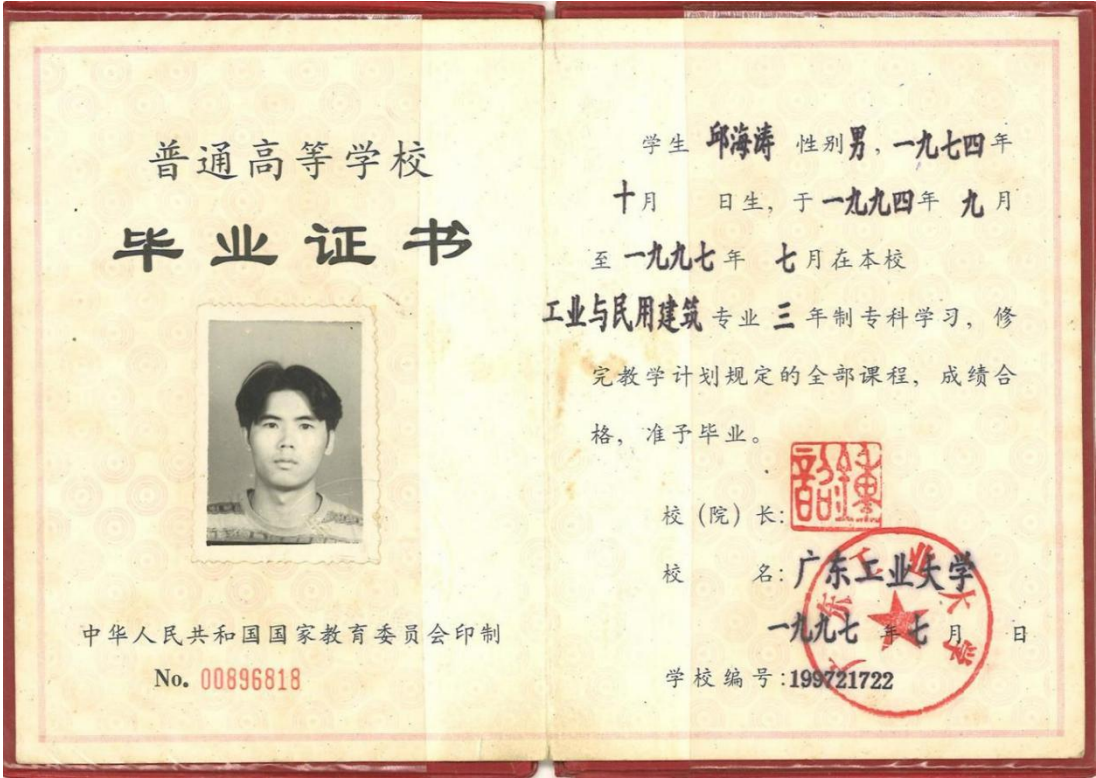 普通高等学校
毕业证书
中华人民共和国国家教育委员会印制
No. 00896818
学生 邱海涛 性别男，一九七四年
十月 日生，于一九九四年 九月
至 一九九七年 七月在本校
工业与民用建筑专业 三 年制专科学习，修
完教学计划规定的全部课程，成绩合
格，准予毕业。
校（院）长：
校 名：广东工业大学
一九九七 年七月 日
学校编号：199721722
广东工业大学